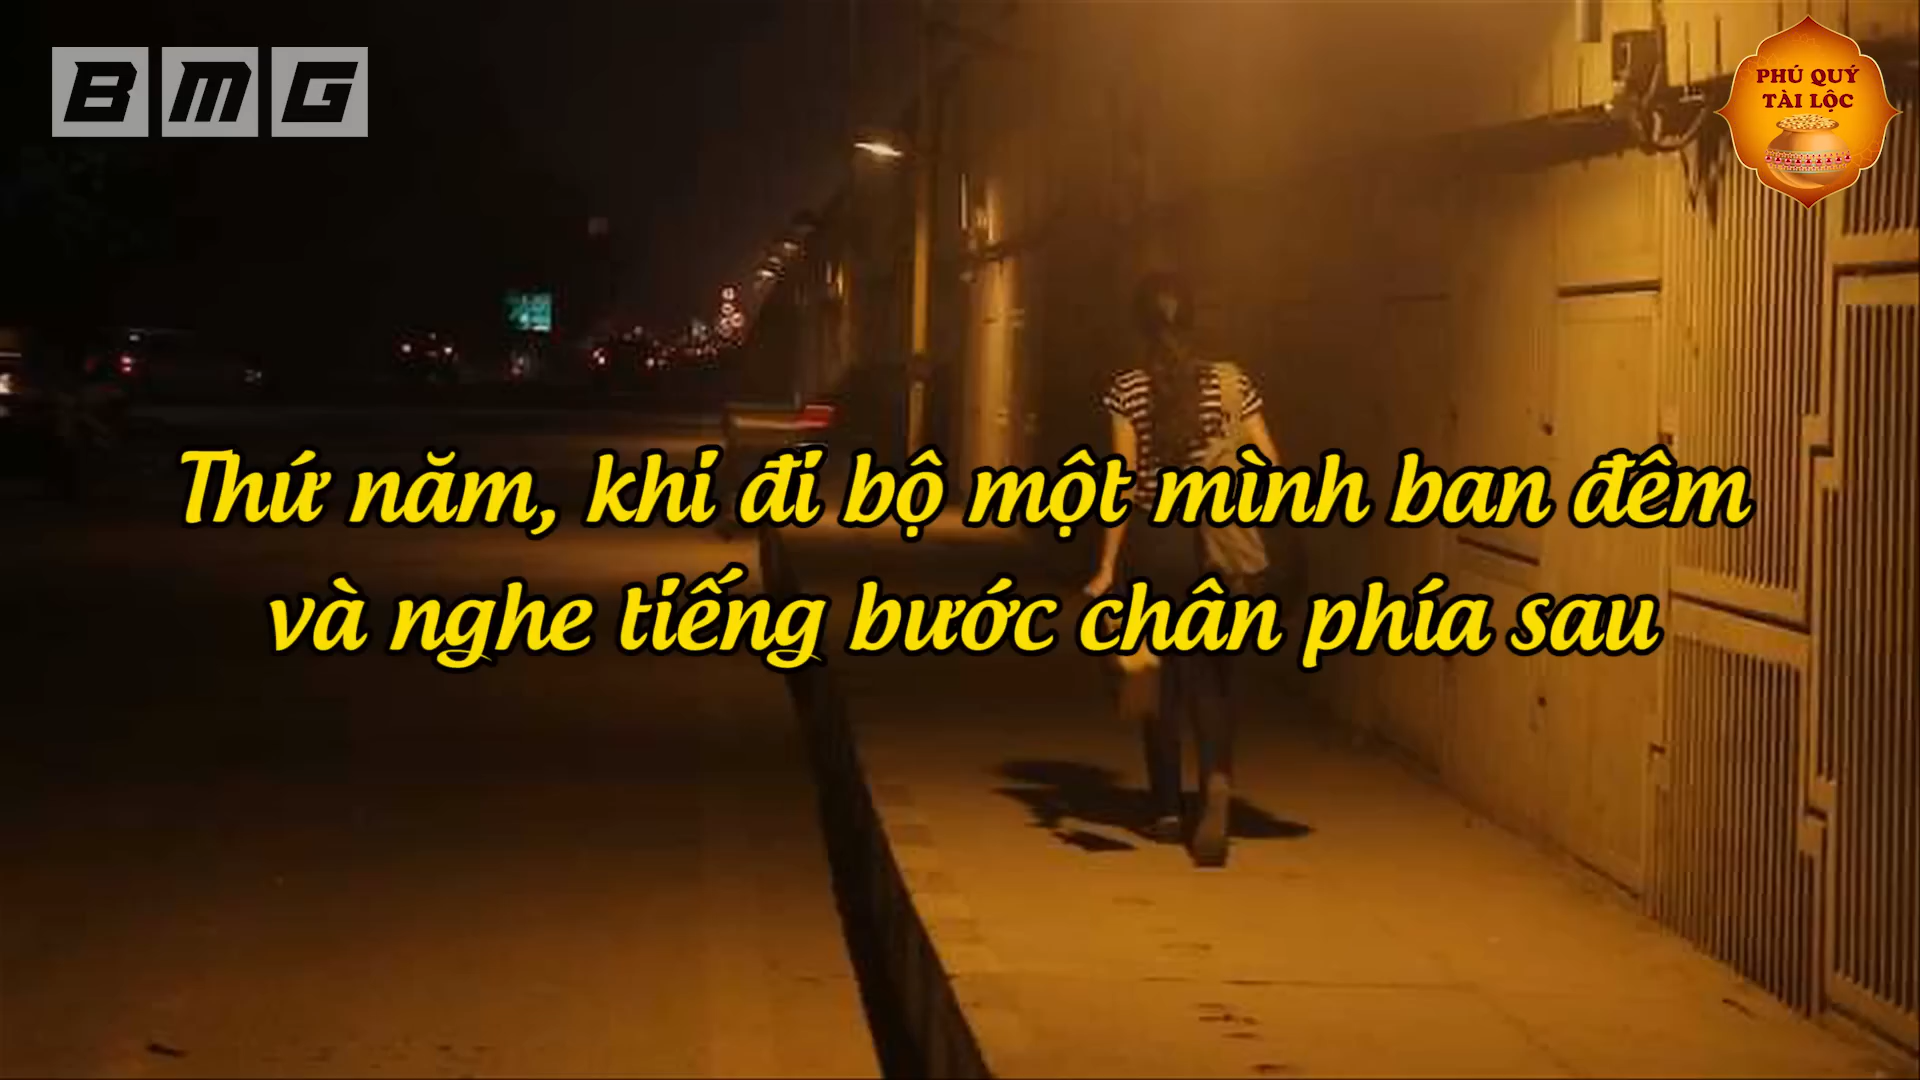 BMG
PHÚ QUÝ
TÀI LỘC
Thứ năm, khi đi bộ một mình ban đêm
và nghe tiếng bước chân phía sau